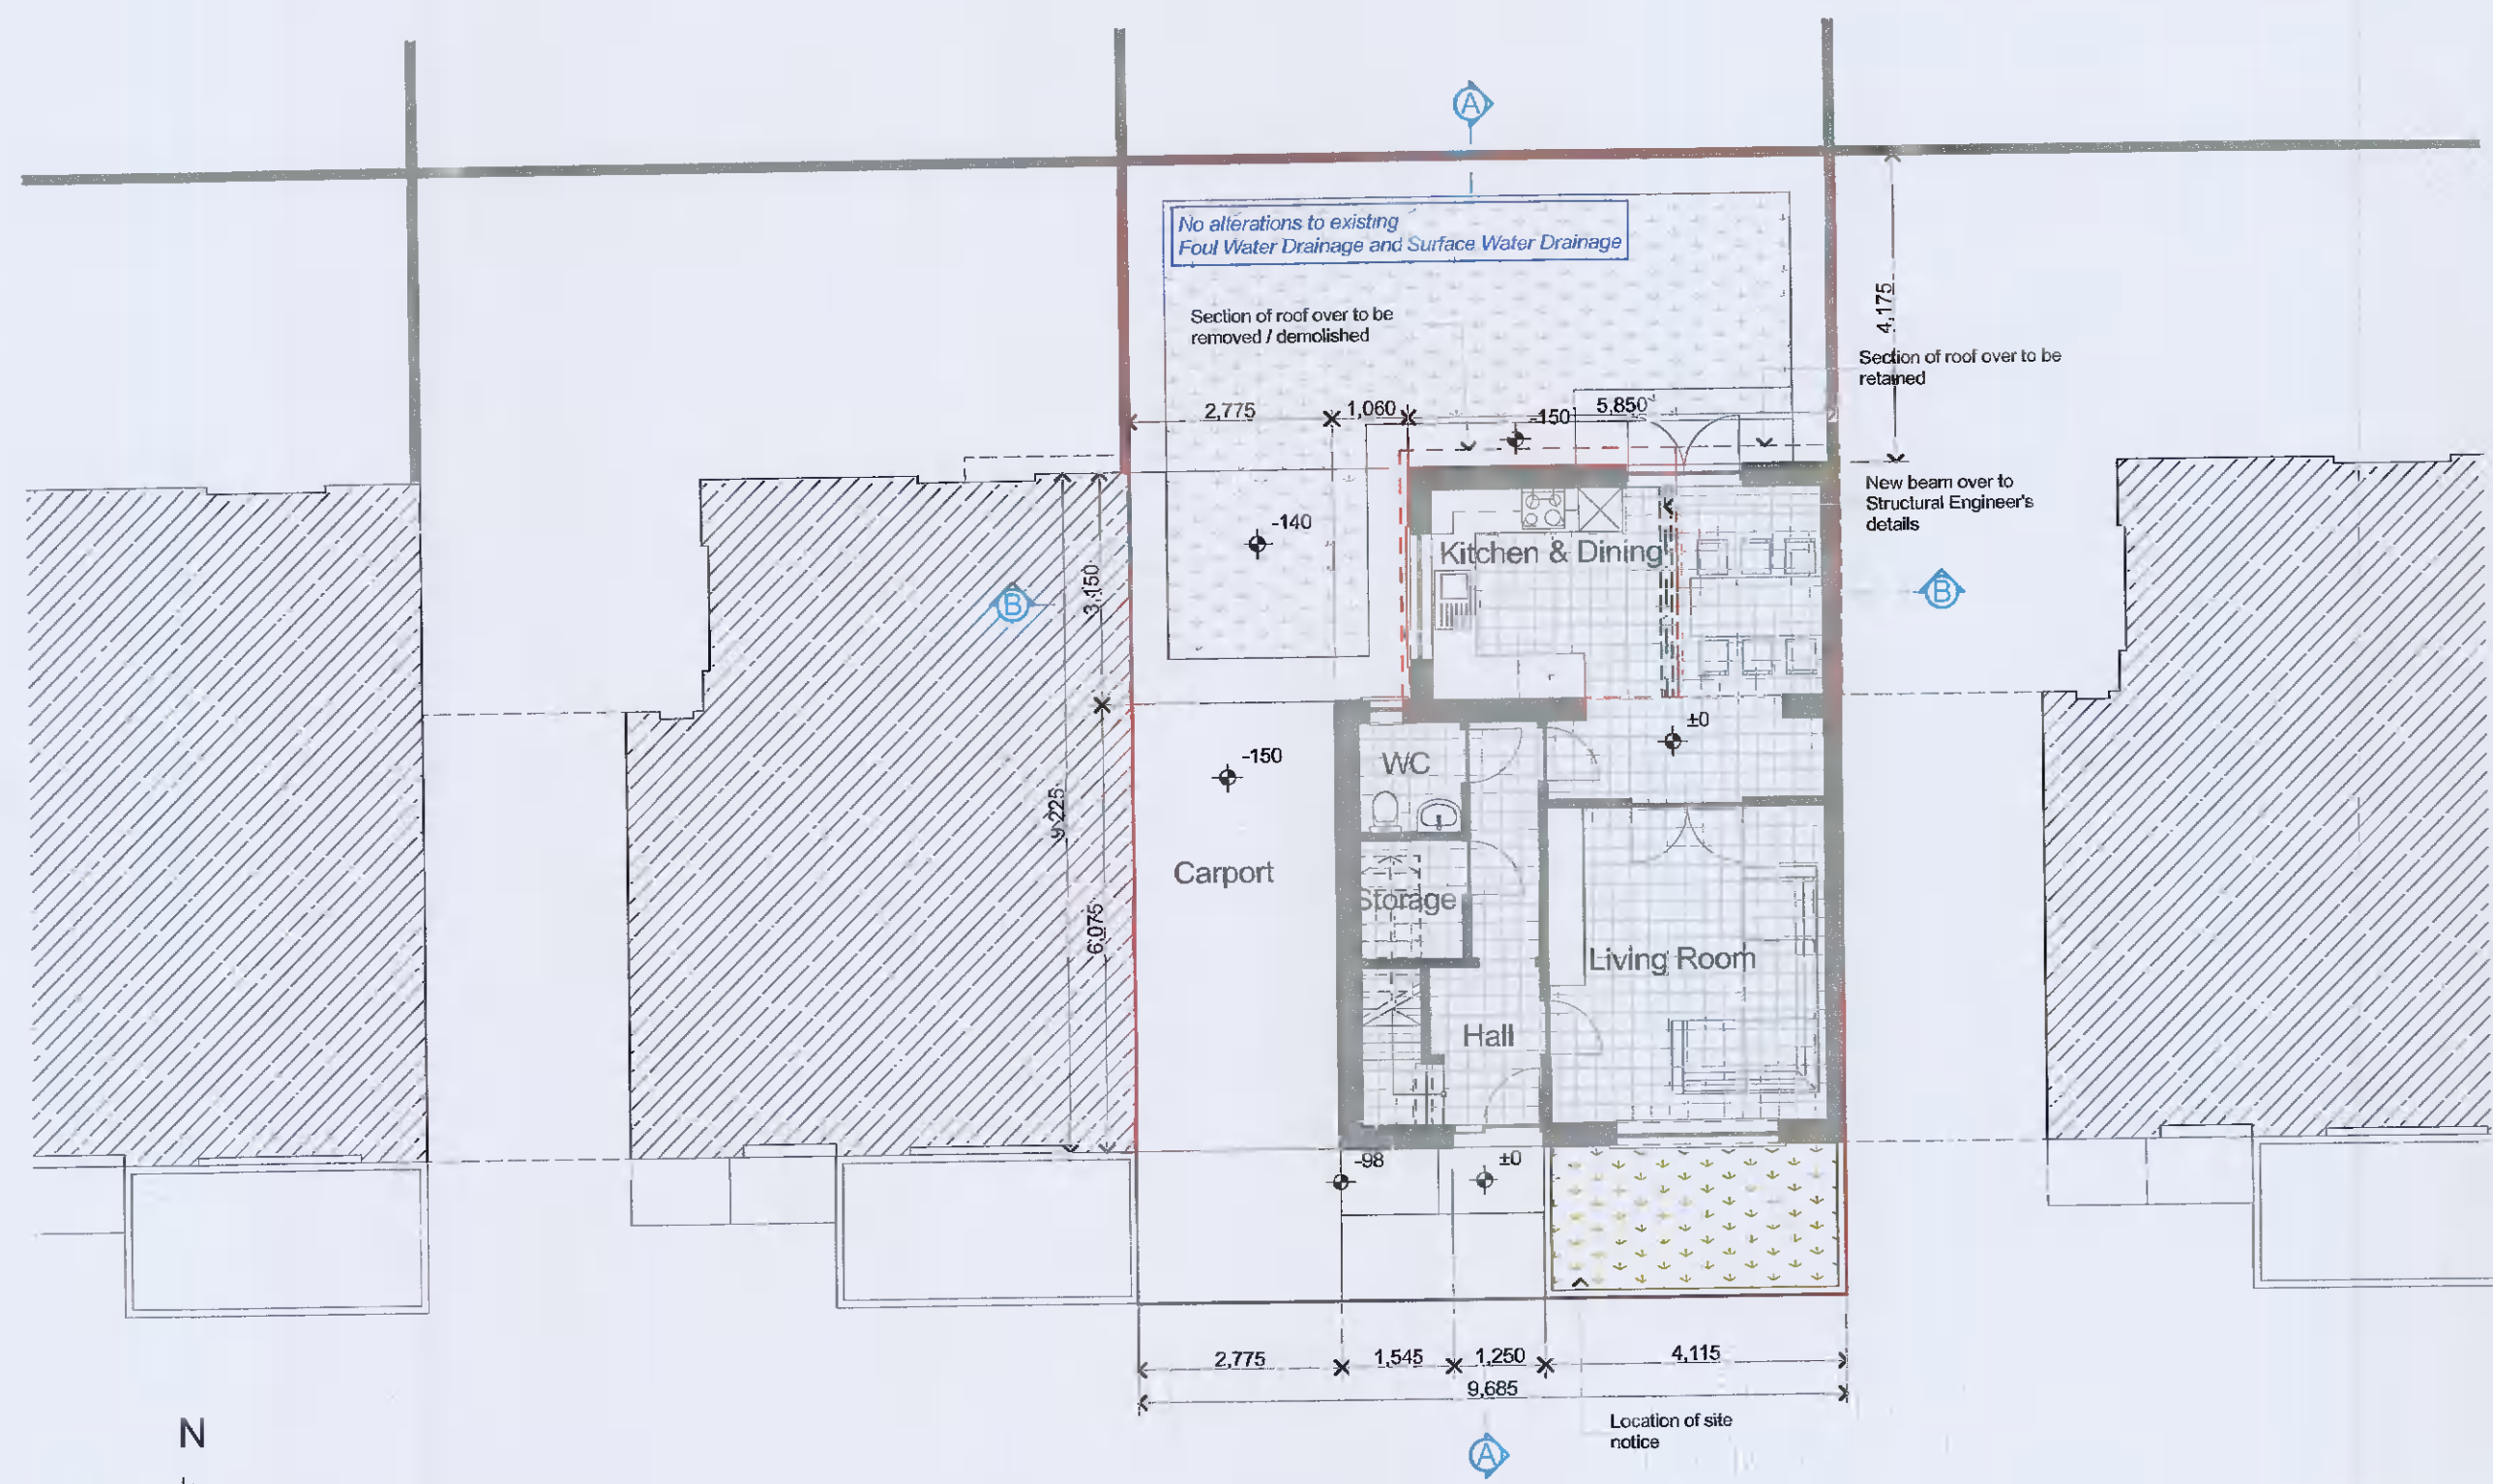 A
No alterations to existing
Foul Water Drainage and Surface Water Drainage
Section of roof over to be
removed / demolished
4,175
Section of roof over to be
retained
2,775
1,060
-150
5,850
New beam over to
Structural Engineer's
details
-140
Kitchen & Dining
3,150
B
B
±0
-150
WC
9,225
Carport
Storage
6,075
Living Room
Hall
-98
±0
2,775
1,545
1,250
4,115
9,685
Location of site
notice
N
A